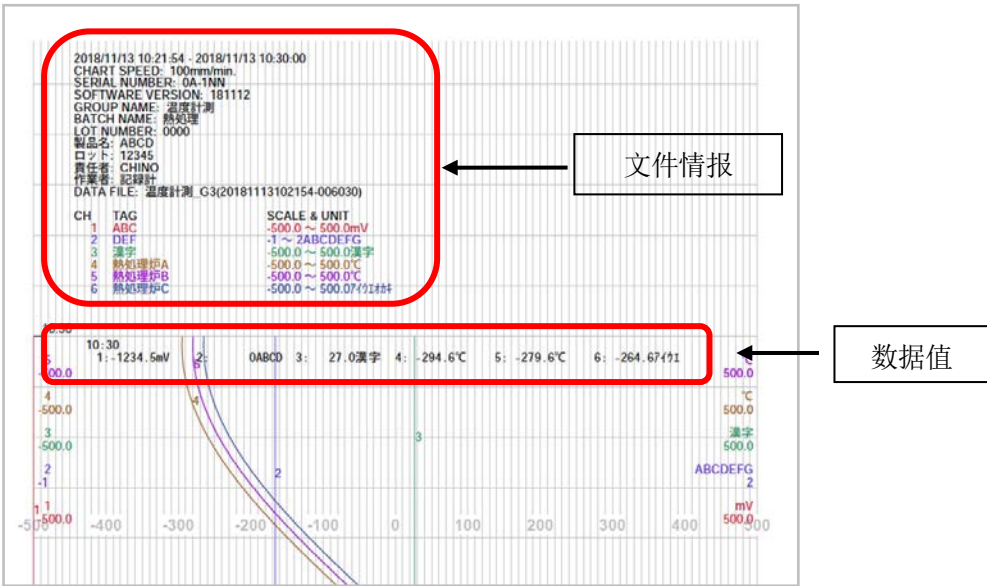 2018/11/13 10:21:54 - 2018/11/13 10:30:00
CHART SPEED: 100mm/min.
SERIAL NUMBER: 0A-1NN
SOFTWARE VERSION: 181112
GROUP NAME: 温度計測
BATCH NAME: 熱処理
LOT NUMBER: 0000
製品名: ABCD
ロット: 12345
責任者: CHINO
作業者: 記録計
DATA FILE: 温度計測_G3(20181113102154-006030)
文件情报
CH TAG SCALE & UNIT
1 ABC -500.0 ～ 500.0mV
2 DEF -1 ～ 2ABCDEFG
3 漢字 -500.0 ～ 500.0漢字
4 熱処理炉A -500.0 ～ 500.0℃
5 熱処理炉B -500.0 ～ 500.0℃
6 熱処理炉C -500.0 ～ 500.0ｱｲｳｴｵｶｷ
10:30
1:-1234.5mV 2: 0ABCD 3: 27.0漢字 4: -294.6℃ 5: -279.6℃ 6: -264.6ｱｲｳｴ
数据值
5 ℃
500.0
6
4 ℃
-500.0 500.0
4
3 漢字
-500.0 500.0
3
2 ABCDEFG
-1 2
2
1 1 mV
-500.0 500.0
-400 -300 -200 -100 0 100 200 300 400